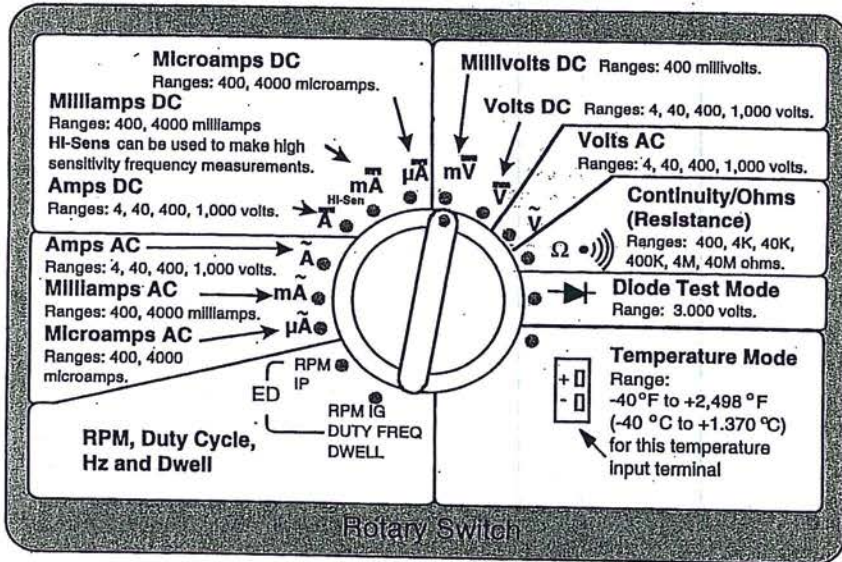 Microamps DC
Ranges: 400, 4000 microamps.
Milliamps DC
Ranges: 400, 4000 milliamps
HI-Sens can be used to make high
sensitivity frequency measurements.
Amps DC
Ranges: 4, 40, 400, 1,000 volts.
A
HI-Sen
mA
µA
mV
V
Ṽ
Millivolts DC Ranges: 400 millivolts.
Volts DC Ranges: 4, 40, 400, 1,000 volts.
Volts AC
Ranges: 4, 40, 400, 1,000 volts.
Continuity/Ohms
(Resistance)
Ranges: 400, 4K, 40K,
400K, 4M, 40M ohms.
Ω
Diode Test Mode
Range: 3.000 volts.
Temperature Mode
Range:
-40°F to +2,498 °F
(-40 °C to +1.370 °C)
for this temperature
input terminal
+
-
Amps AC
Ã
Ranges: 4, 40, 400, 1,000 volts.
Milliamps AC
mÃ
Ranges: 400, 4000 milliamps.
Microamps AC
µÃ
Ranges: 400, 4000
microamps.
ED
RPM
IP
RPM IG
DUTY FREQ
DWELL
RPM, Duty Cycle,
Hz and Dwell
Rotary Switch